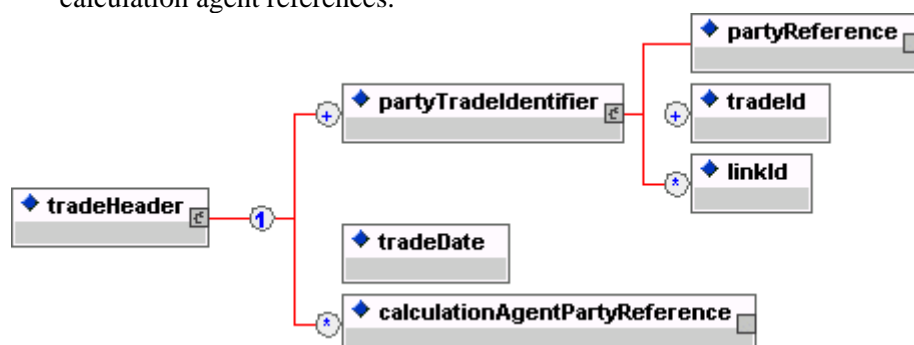 calculation agent references.
partyReference
partyTradeIdentifier
+
+
tradeId
*
linkId
tradeHeader
1
tradeDate
*
calculationAgentPartyReference